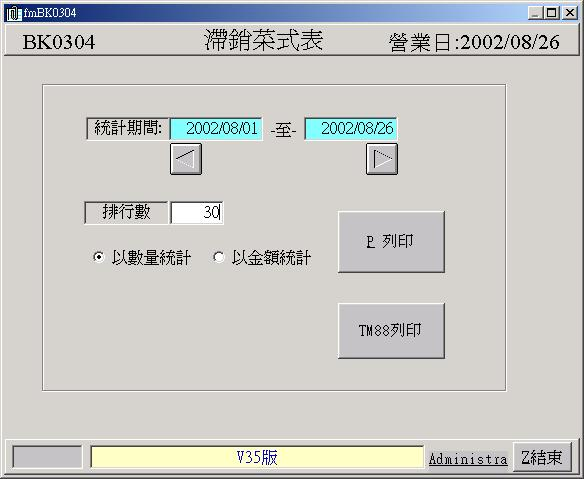 fmBK0304
BK0304 滯銷菜式表 營業日:2002/08/26
統計期間: 2002/08/01 -至- 2002/08/26
排行數 30
P 列印
以數量統計 以金額統計
TM88列印
V35版 Administra Z結束